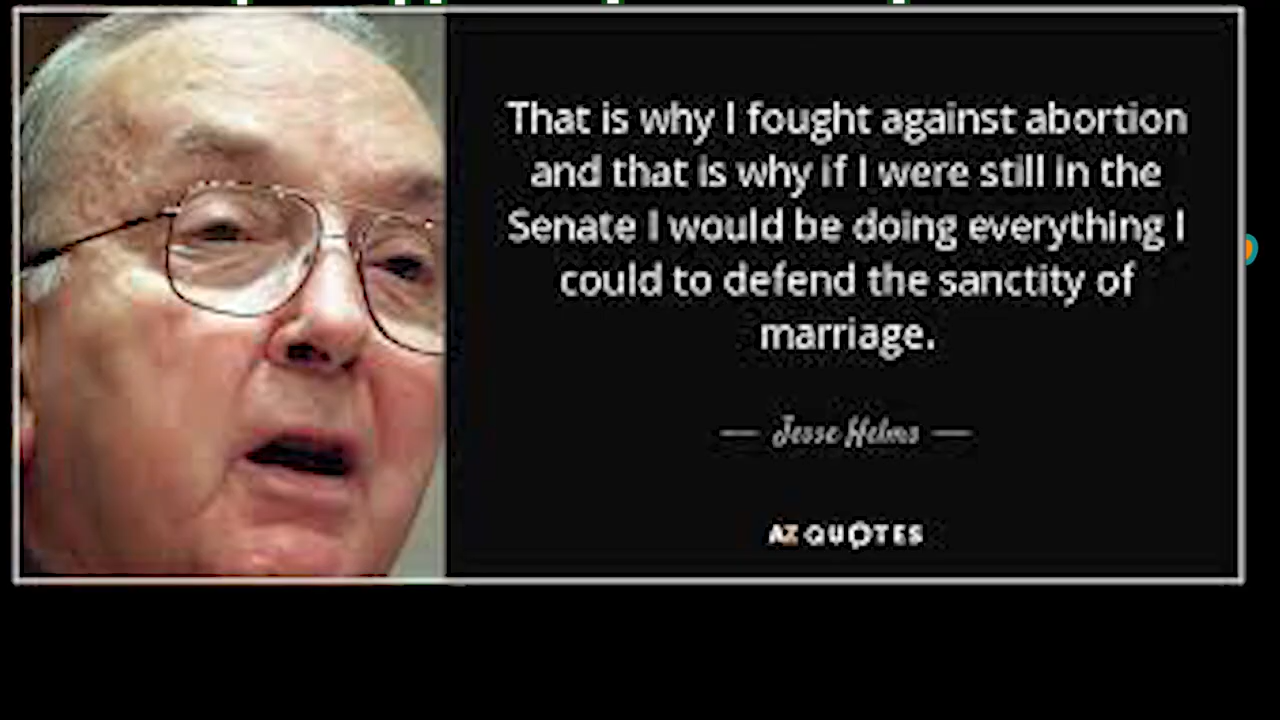 That is why I fought against abortion
and that is why if I were still in the
Senate I would be doing everything I
could to defend the sanctity of
marriage.
— Jesse Helms —
AZ QUOTES